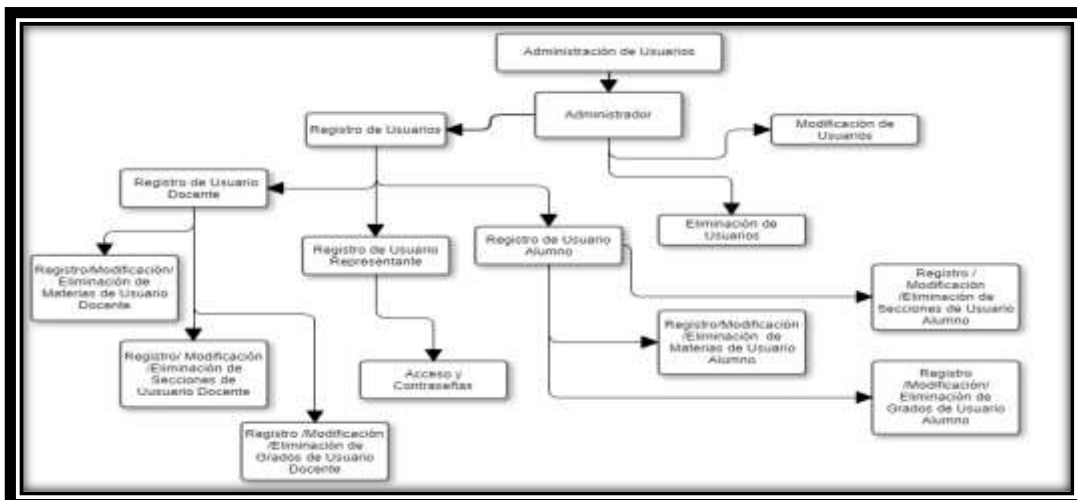 Administración de Usuarios
Administrador
Registro de Usuarios
Modificación de
Usuarios
Registro de Usuario
Docente
Eliminación de
Usuarios
Registro de Usuario
Representante
Registro de Usuario
Alumno
Registro/Modificación/
Eliminación de
Materias de Usuario
Docente
Registro /
Modificación
/Eliminación de
Secciones de Usuario
Alumno
Registro/Modificación
/Eliminación de
Materias de Usuario
Alumno
Registro/ Modificación
/Eliminación de
Secciones de
Uusuario Docente
Acceso y
Contraseñas
Registro
/Modificación/
Eliminación de
Grados de Usuario
Alumno
Registro /Modificación
/Eliminación de
Grados de Usuario
Docente